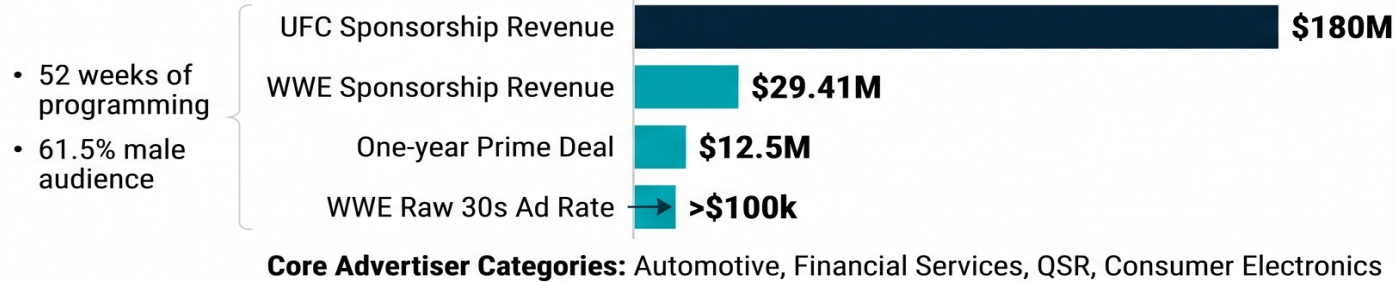 • 52 weeks of
programming
• 61.5% male
audience
UFC Sponsorship Revenue $180M
WWE Sponsorship Revenue $29.41M
One-year Prime Deal $12.5M
WWE Raw 30s Ad Rate >$100k
Core Advertiser Categories: Automotive, Financial Services, QSR, Consumer Electronics